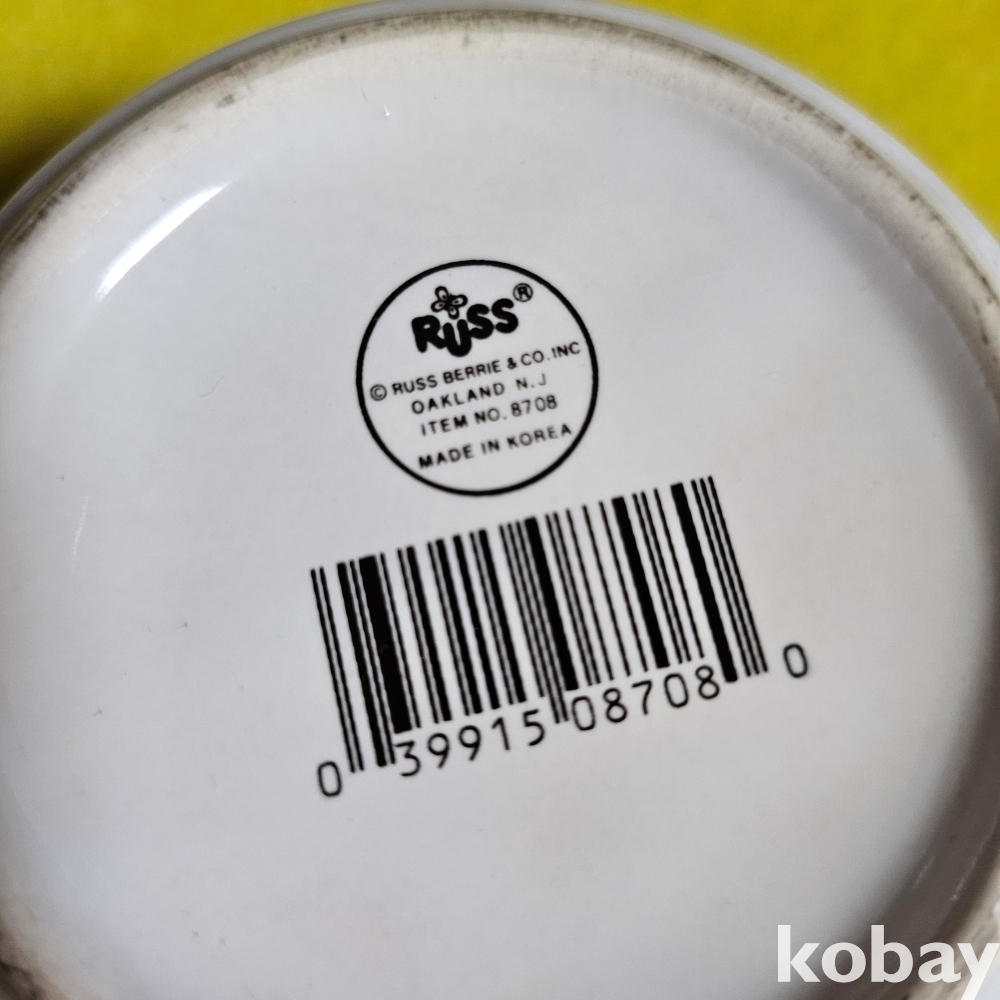 RUSS®
© RUSS BERRIE & CO. INC
OAKLAND N.J
ITEM NO. 8708
MADE IN KOREA
0 39915 08708 0
kobay